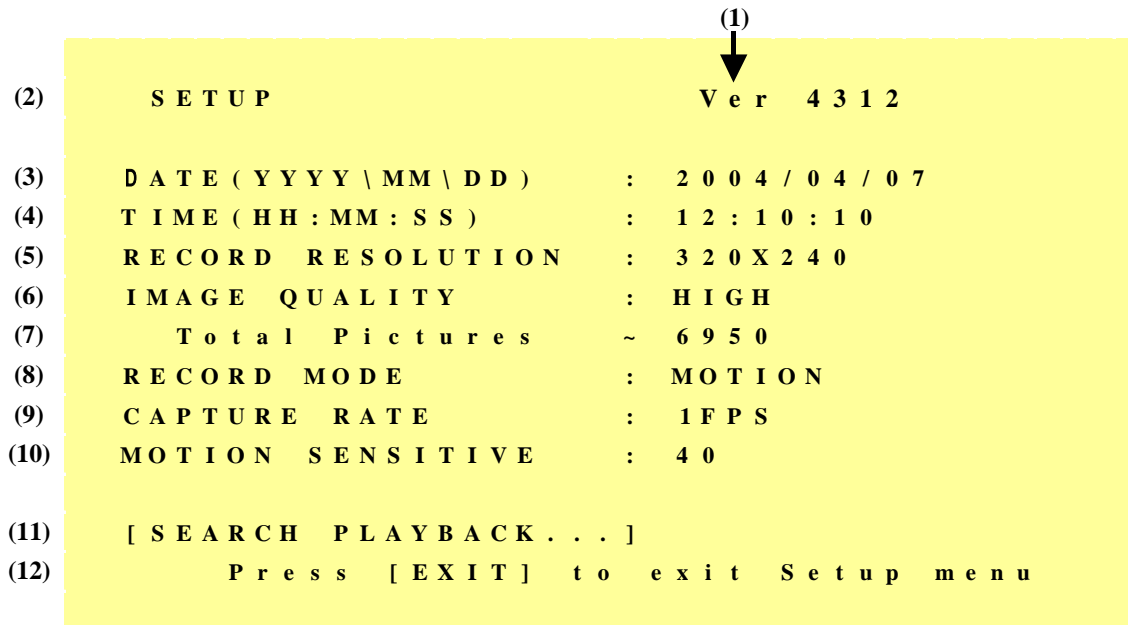 (1)
(2) SETUP Ver 4312
(3) DATE(YYYY\MM\DD) : 2004/04/07
(4) TIME(HH:MM:SS) : 12:10:10
(5) RECORD RESOLUTION : 320X240
(6) IMAGE QUALITY : HIGH
(7) Total Pictures ~ 6950
(8) RECORD MODE : MOTION
(9) CAPTURE RATE : 1FPS
(10) MOTION SENSITIVE : 40
(11) [SEARCH PLAYBACK...]
(12) Press [EXIT] to exit Setup menu